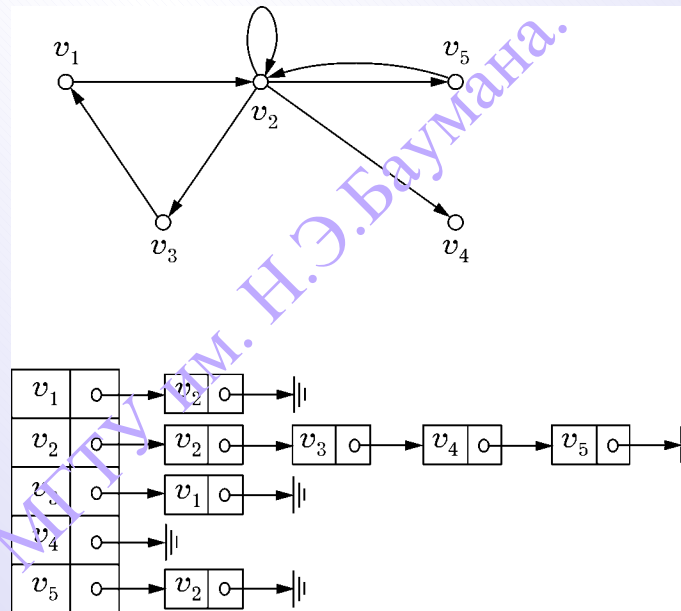 v₁ v₅
v₂
v₃ v₄
МГТУ им. Н.Э.Баумана.
v₁ v₂
v₂ v₂ v₃ v₄ v₅
v₃ v₁
v₄
v₅ v₂